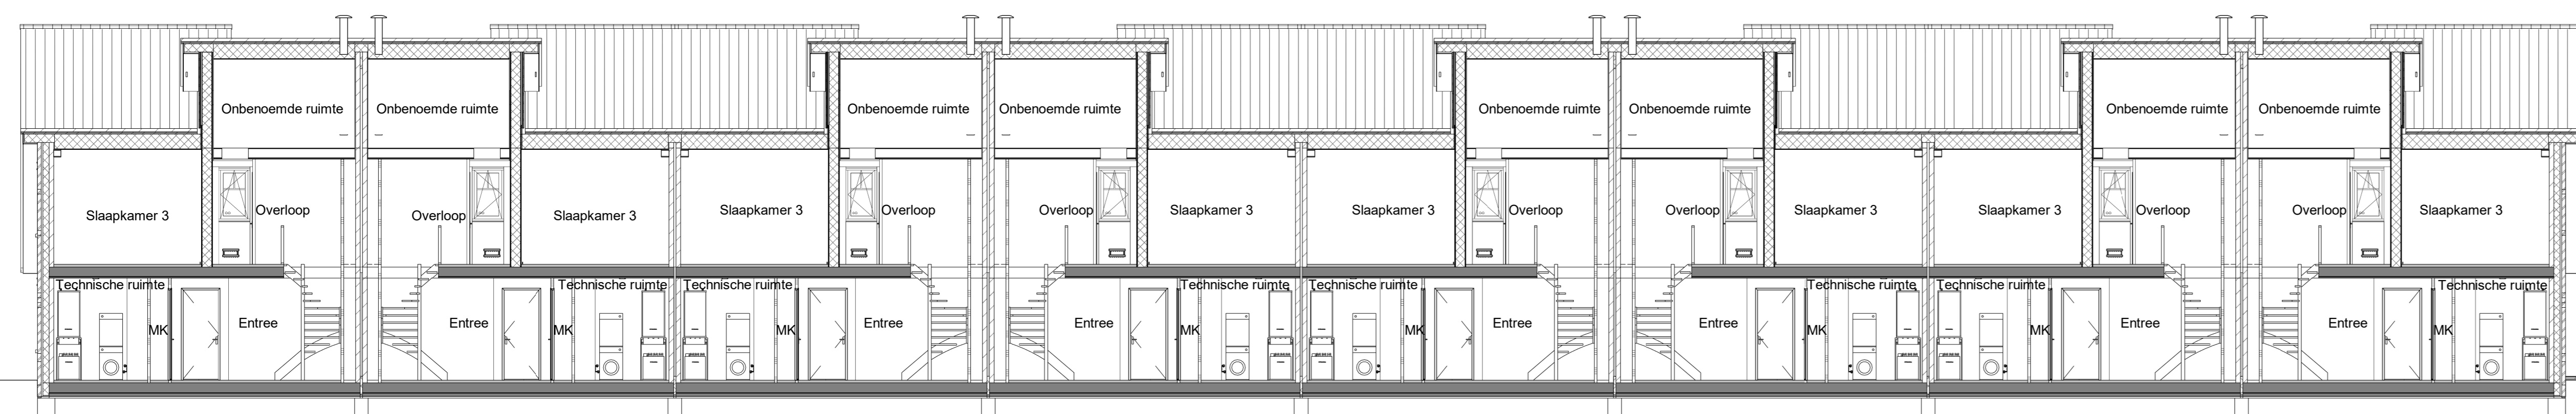 Onbenoemde ruimte
Onbenoemde ruimte
Onbenoemde ruimte
Onbenoemde ruimte
Onbenoemde ruimte
Onbenoemde ruimte
Onbenoemde ruimte
Onbenoemde ruimte
Slaapkamer 3
Overloop
Overloop
Slaapkamer 3
Slaapkamer 3
Overloop
Overloop
Slaapkamer 3
Slaapkamer 3
Overloop
Overloop
Slaapkamer 3
Slaapkamer 3
Overloop
Overloop
Slaapkamer 3
Technische ruimte
Technische ruimte
Technische ruimte
Technische ruimte
Technische ruimte
Technische ruimte
Technische ruimte
Technische ruimte
MK
Entree
Entree
MK
MK
Entree
Entree
MK
MK
Entree
Entree
MK
MK
Entree
Entree
MK